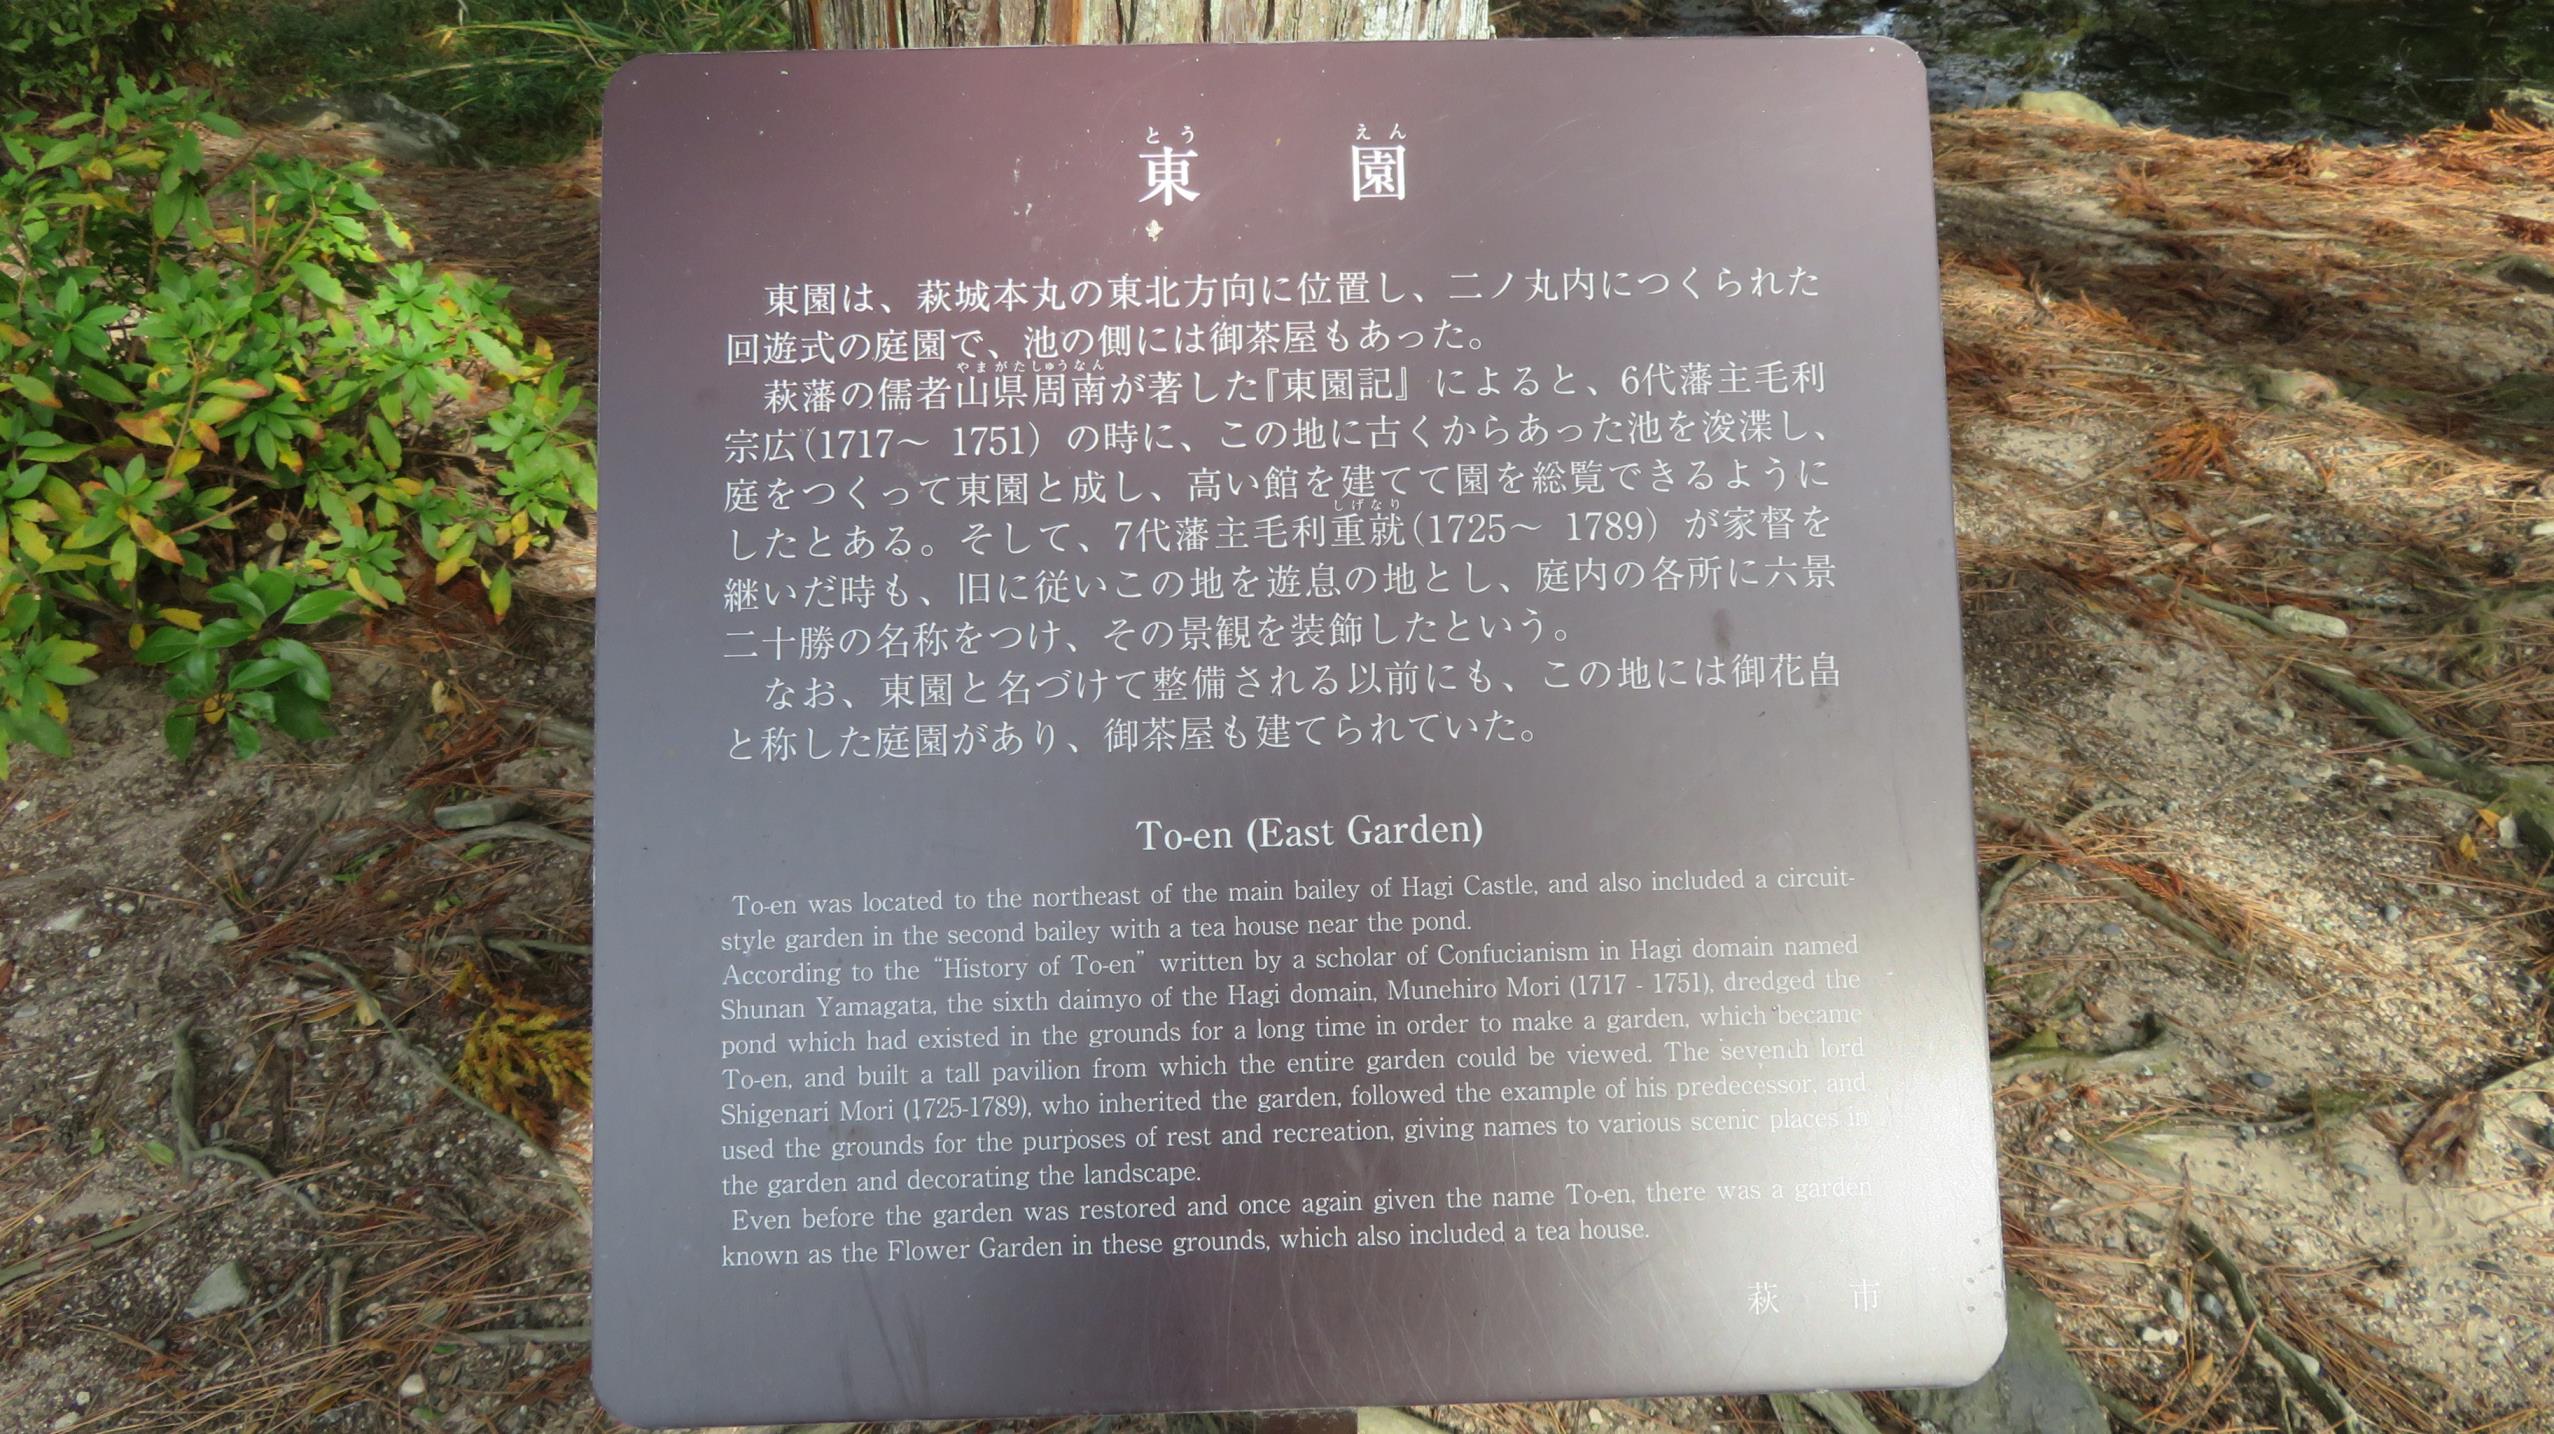 とう えん
東 園
東園は、萩城本丸の東北方向に位置し、二ノ丸内につくられた
回遊式の庭園で、池の側には御茶屋もあった。
やまがたしゅうなん
萩藩の儒者山県周南が著した『東園記』によると、6代藩主毛利
宗広(1717〜 1751) の時に、この地に古くからあった池を浚渫し、
庭をつくって東園と成し、高い館を建てて園を総覧できるように
しげなり
したとある。そして、7代藩主毛利重就(1725〜 1789) が家督を
継いだ時も、旧に従いこの地を遊息の地とし、庭内の各所に六景
二十勝の名称をつけ、その景観を装飾したという。
なお、東園と名づけて整備される以前にも、この地には御花畠
と称した庭園があり、御茶屋も建てられていた。
To-en (East Garden)
To-en was located to the northeast of the main bailey of Hagi Castle, and also included a circuit-
style garden in the second bailey with a tea house near the pond.
According to the “History of To-en” written by a scholar of Confucianism in Hagi domain named
Shunan Yamagata, the sixth daimyo of the Hagi domain, Munehiro Mori (1717 - 1751), dredged the
pond which had existed in the grounds for a long time in order to make a garden, which became
To-en, and built a tall pavilion from which the entire garden could be viewed. The seventh lord
Shigenari Mori (1725-1789), who inherited the garden, followed the example of his predecessor, and
used the grounds for the purposes of rest and recreation, giving names to various scenic places in
the garden and decorating the landscape.
Even before the garden was restored and once again given the name To-en, there was a garden
known as the Flower Garden in these grounds, which also included a tea house.
萩 市